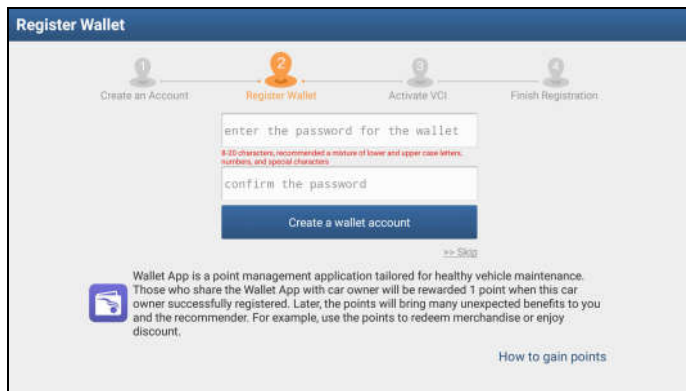 Register Wallet
1 2 3 4
Create an Account Register Wallet Activate VCI Finish Registration
enter the password for the wallet
8-20 characters, recommended a mixture of lower and upper case letters,
numbers, and special characters
confirm the password
Create a wallet account
>> Skip
Wallet App is a point management application tailored for healthy vehicle maintenance.
Those who share the Wallet App with car owner will be rewarded 1 point when this car
owner successfully registered. Later, the points will bring many unexpected benefits to you
and the recommender. For example, use the points to redeem merchandise or enjoy
discount.
How to gain points